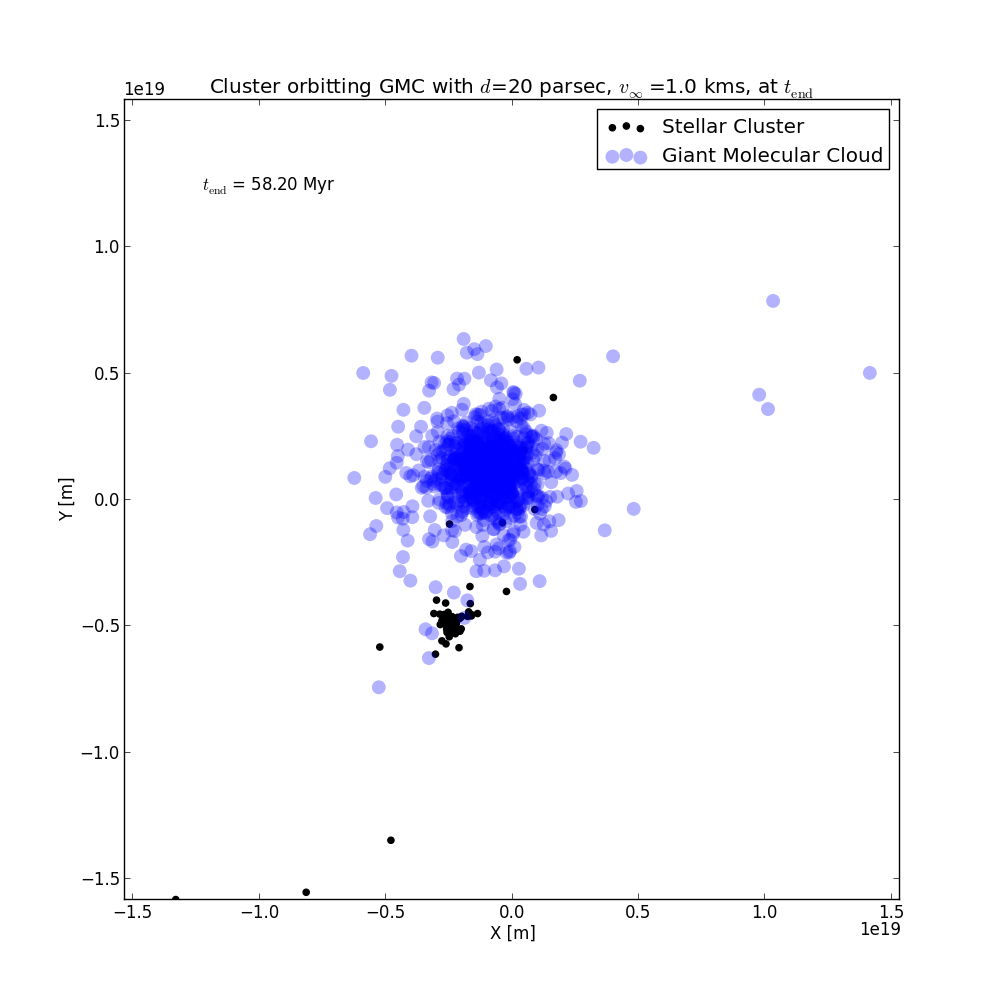 Cluster orbitting GMC with d=20 parsec, v∞ =1.0 kms, at tend
1e19
Stellar Cluster
Giant Molecular Cloud
tend = 58.20 Myr
1.5
1.0
0.5
0.0
−0.5
−1.0
−1.5
Y [m]
−1.5 −1.0 −0.5 0.0 0.5 1.0 1.5
X [m]
1e19